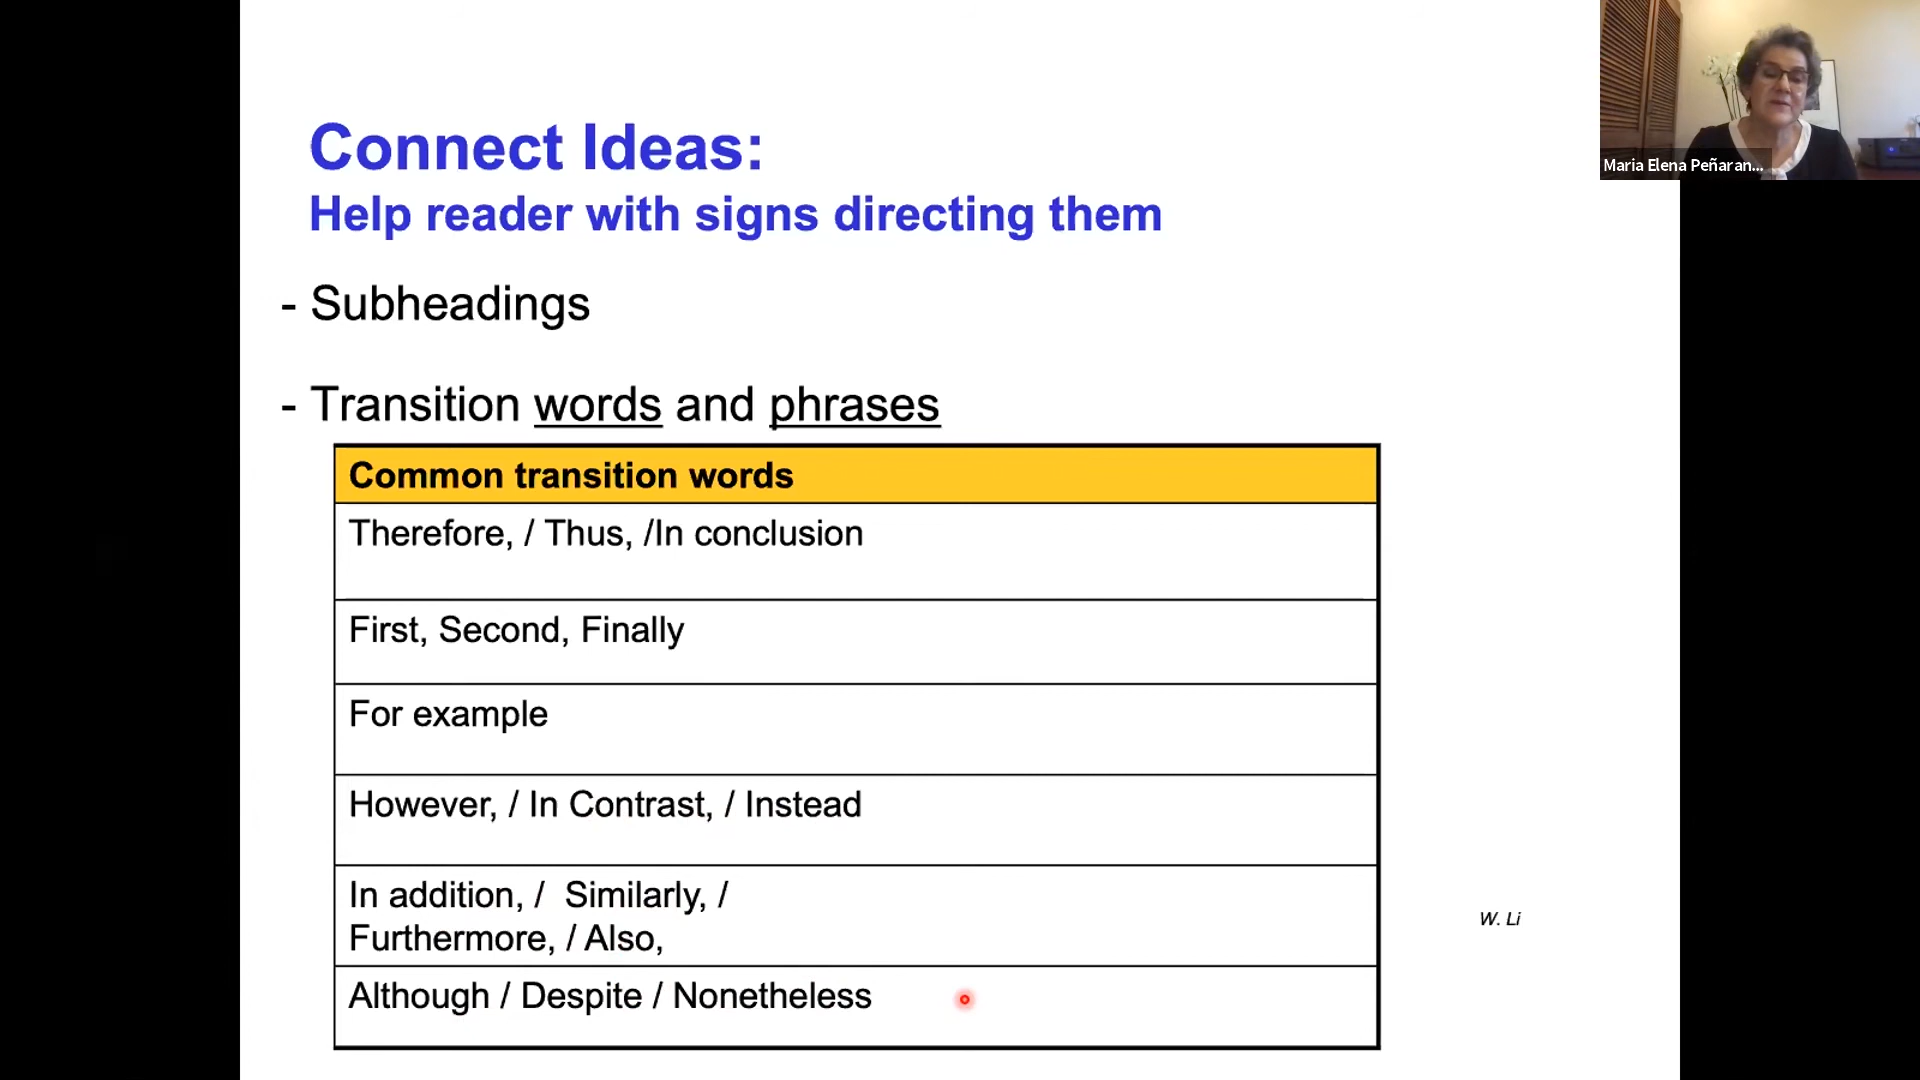 Connect Ideas:
Help reader with signs directing them
- Subheadings
- Transition words and phrases
Common transition words
Therefore, / Thus, /In conclusion
First, Second, Finally
For example
However, / In Contrast, / Instead
In addition, /  Similarly, /
Furthermore, / Also,
Although / Despite / Nonetheless
W. Li
Maria Elena Peñaran...